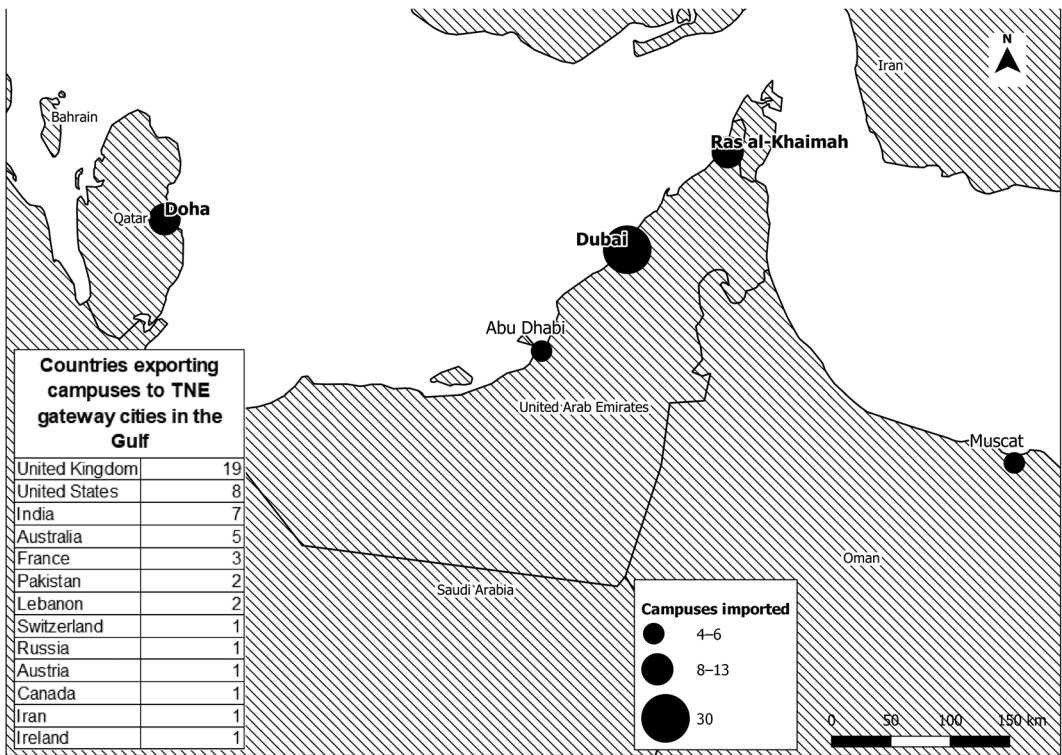 N
Iran
Bahrain
Ras al-Khaimah
Doha
Qatar
Dubai
Abu Dhabi
United Arab Emirates
Muscat
Oman
Saudi Arabia
Countries exporting
campuses to TNE
gateway cities in the
Gulf
United Kingdom 19
United States 8
India 7
Australia 5
France 3
Pakistan 2
Lebanon 2
Switzerland 1
Russia 1
Austria 1
Canada 1
Iran 1
Ireland 1
Campuses imported
4–6
8–13
30
0 50 100 150 km